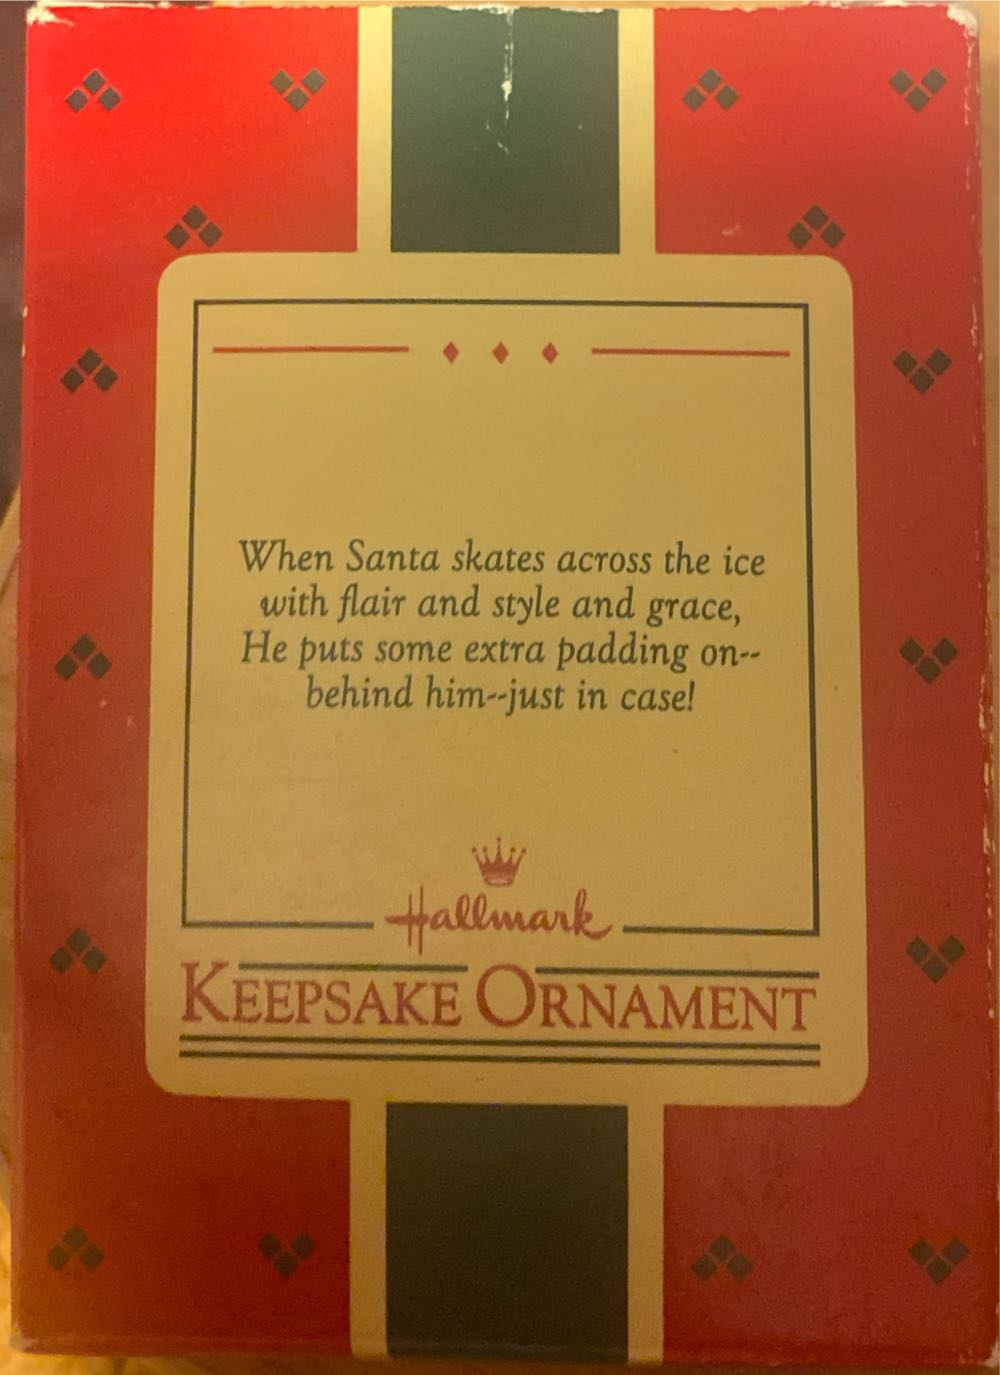 When Santa skates across the ice
with flair and style and grace,
He puts some extra padding on--
behind him--just in case!
Hallmark
KEEPSAKE ORNAMENT